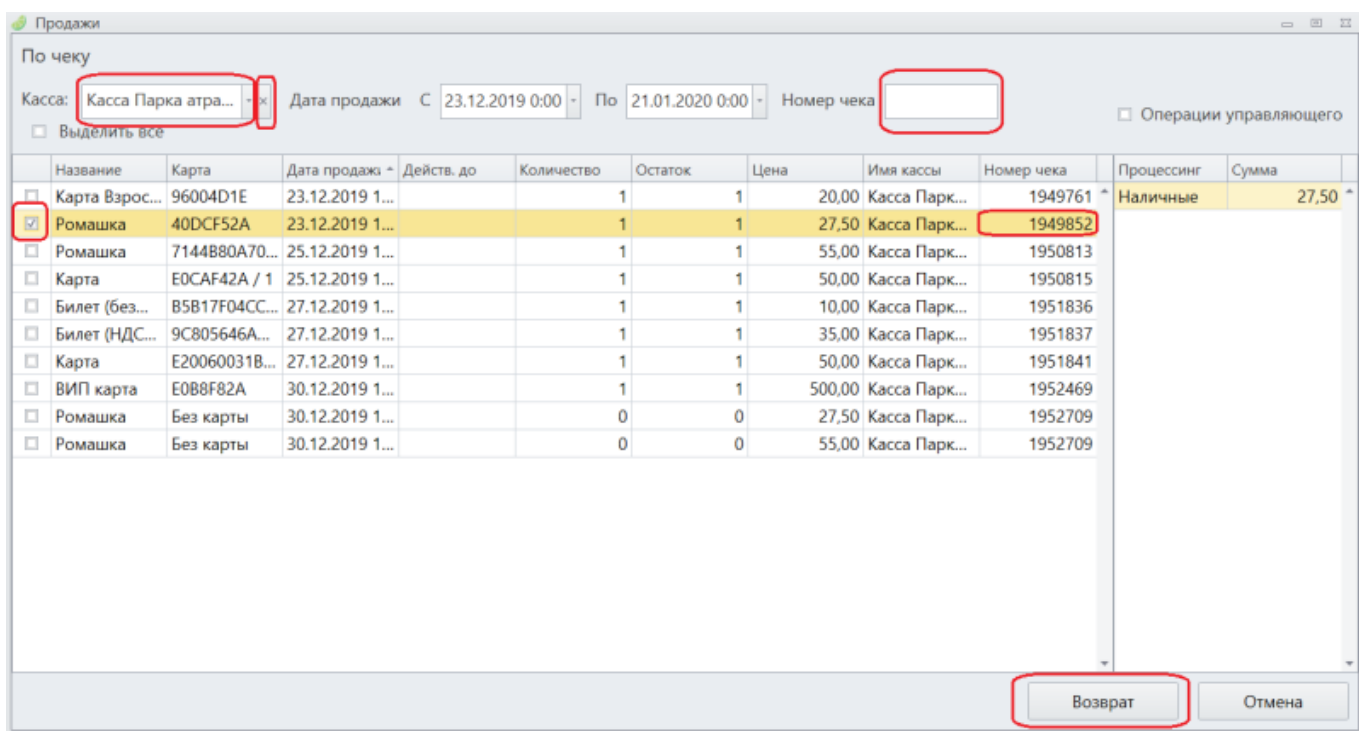 Продажи
По чеку
Касса: Касса Парка атра... Дата продажи С 23.12.2019 0:00 По 21.01.2020 0:00 Номер чека
Выделить все Операции управляющего
Название Карта Дата продажи Действ. до Количество Остаток Цена Имя кассы Номер чека Процессинг Сумма
Карта Взрос... 96004D1E 23.12.2019 1... 1 1 20,00 Касса Парк... 1949761 Наличные 27,50
Ромашка 40DCF52A 23.12.2019 1... 1 1 27,50 Касса Парк... 1949852
Ромашка 7144B80A70... 25.12.2019 1... 1 1 55,00 Касса Парк... 1950813
Карта E0CAF42A / 1 25.12.2019 1... 1 1 50,00 Касса Парк... 1950815
Билет (без... B5B17F04CC... 27.12.2019 1... 1 1 10,00 Касса Парк... 1951836
Билет (НДС... 9C805646A... 27.12.2019 1... 1 1 35,00 Касса Парк... 1951837
Карта E20060031B... 27.12.2019 1... 1 1 50,00 Касса Парк... 1951841
ВИП карта E0B8F82A 30.12.2019 1... 1 1 500,00 Касса Парк... 1952469
Ромашка Без карты 30.12.2019 1... 0 0 27,50 Касса Парк... 1952709
Ромашка Без карты 30.12.2019 1... 0 0 55,00 Касса Парк... 1952709
Возврат Отмена